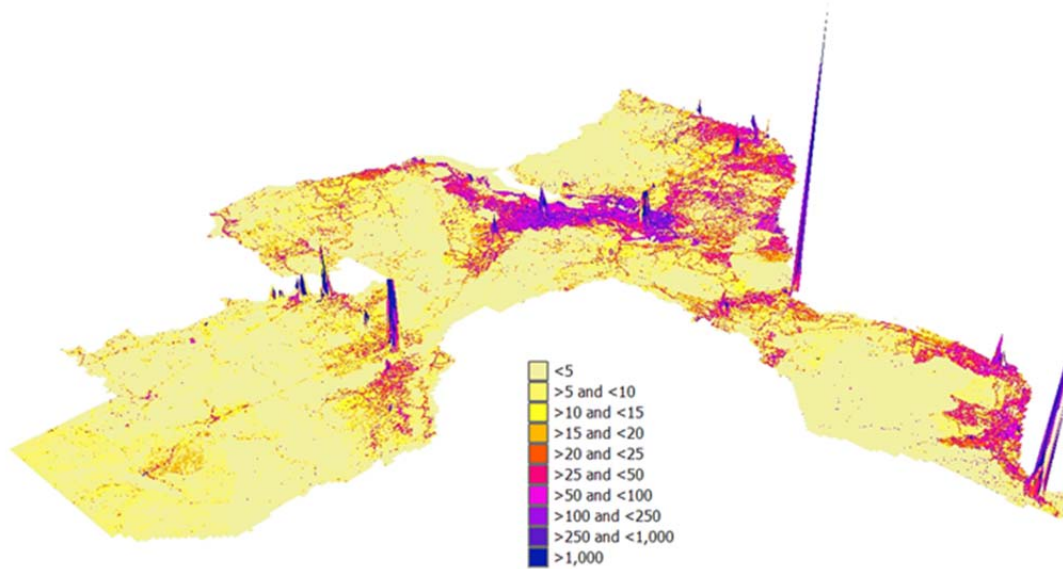 <5
>5 and <10
>10 and <15
>15 and <20
>20 and <25
>25 and <50
>50 and <100
>100 and <250
>250 and <1,000
>1,000